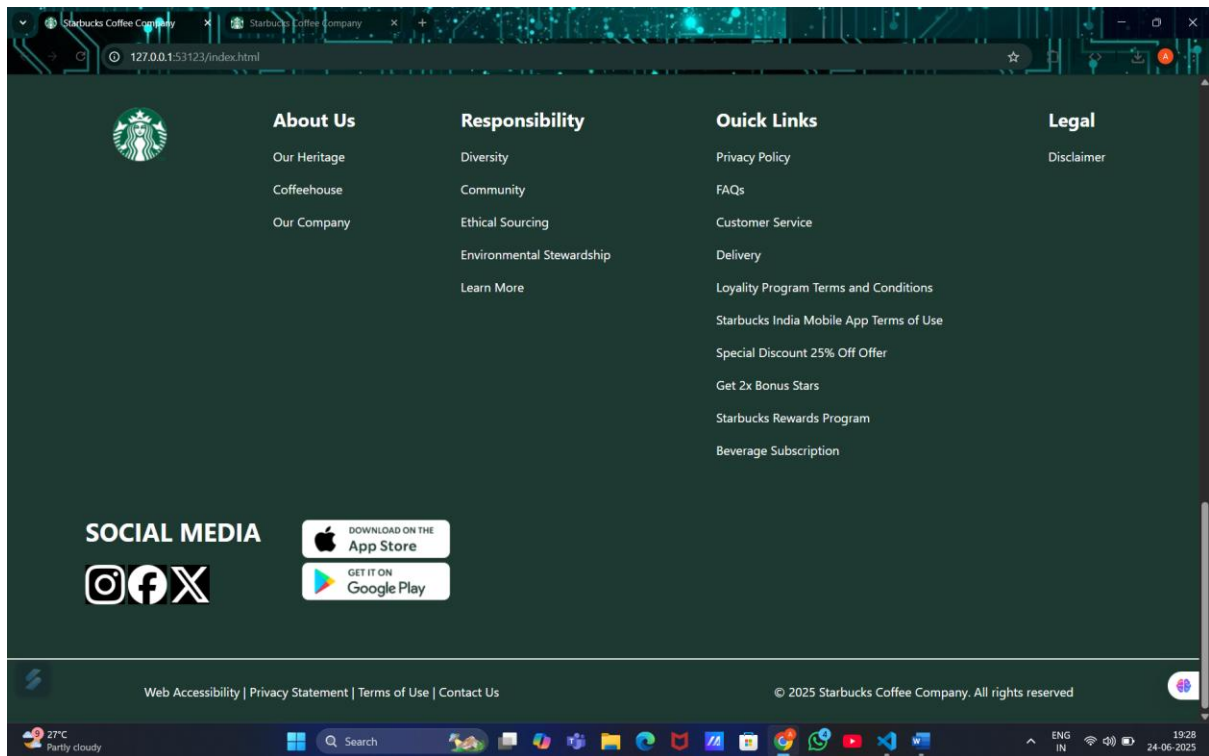 Starbucks Coffee Company
Starbucks Coffee Company
127.0.0.1:53123/index.html
A
About Us
Our Heritage
Coffeehouse
Our Company
Responsibility
Diversity
Community
Ethical Sourcing
Environmental Stewardship
Learn More
Ouick Links
Privacy Policy
FAQs
Customer Service
Delivery
Loyality Program Terms and Conditions
Starbucks India Mobile App Terms of Use
Special Discount 25% Off Offer
Get 2x Bonus Stars
Starbucks Rewards Program
Beverage Subscription
Legal
Disclaimer
SOCIAL MEDIA
DOWNLOAD ON THE
App Store
GET IT ON
Google Play
Web Accessibility | Privacy Statement | Terms of Use | Contact Us
© 2025 Starbucks Coffee Company. All rights reserved
9
27°C
Partly cloudy
Search
ENG
IN
19:28
24-06-2025